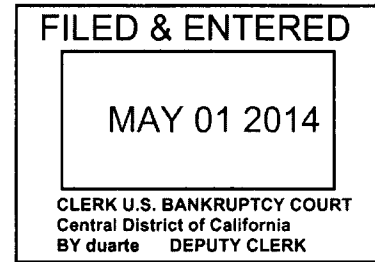 FILED & ENTERED
MAY 01 2014
CLERK U.S. BANKRUPTCY COURT
Central District of California
BY duarte DEPUTY CLERK